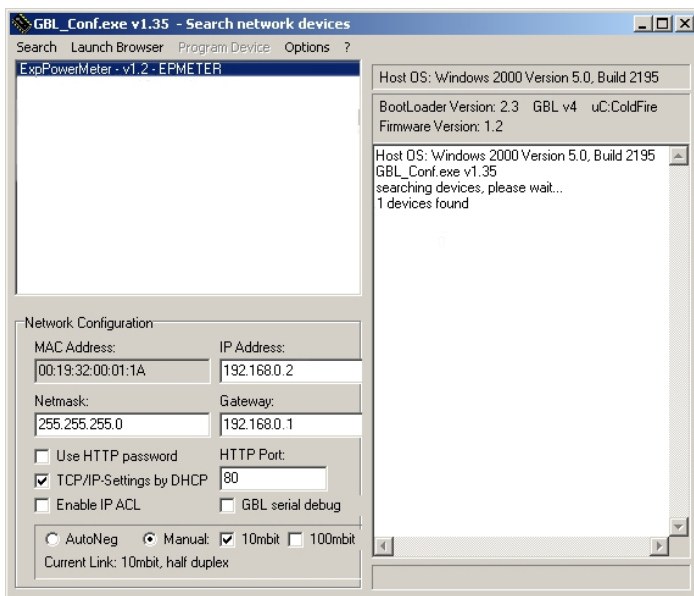 GBL_Conf.exe v1.35 - Search network devices
Search Launch Browser Program Device Options ?
ExpPowerMeter - v1.2 - EPMETER
Host OS: Windows 2000 Version 5.0, Build 2195
BootLoader Version: 2.3 GBL v4 uC:ColdFire
Firmware Version: 1.2
Host OS: Windows 2000 Version 5.0, Build 2195
GBL_Conf.exe v1.35
searching devices, please wait...
1 devices found
Network Configuration
MAC Address: IP Address:
00:19:32:00:01:1A 192.168.0.2
Netmask: Gateway:
255.255.255.0 192.168.0.1
Use HTTP password HTTP Port:
TCP/IP-Settings by DHCP 80
Enable IP ACL GBL serial debug
AutoNeg Manual: 10mbit 100mbit
Current Link: 10mbit, half duplex